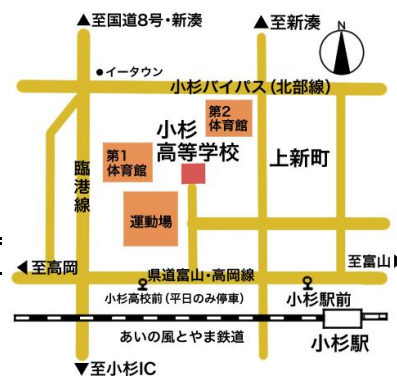 ▲至国道8号・新湊
▲至新湊
N
●イータウン
小杉バイパス(北部線)
第2
体育館
小杉
高等学校
第1
体育館
上新町
臨港線
運動場
◀至高岡
県道富山・高岡線
至富山▶
小杉高校前(平日のみ停車)
小杉駅前
あいの風とやま鉄道
小杉駅
▼至小杉IC